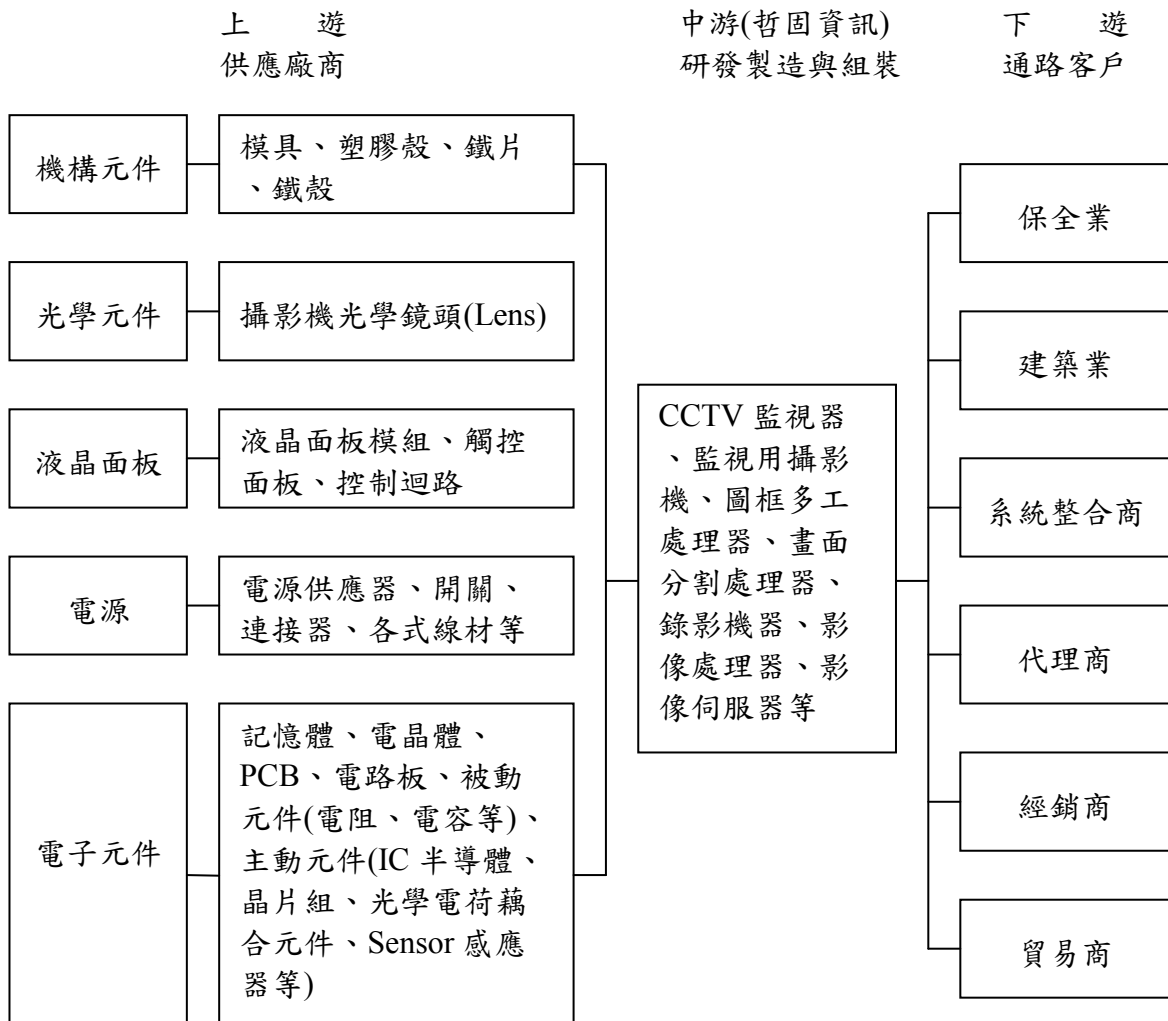 上 遊
供應廠商
中游(哲固資訊)
研發製造與組裝
下 遊
通路客戶
機構元件
模具、塑膠殼、鐵片
、鐵殼
光學元件
攝影機光學鏡頭(Lens)
液晶面板
液晶面板模組、觸控
面板、控制迴路
電源
電源供應器、開關、
連接器、各式線材等
電子元件
記憶體、電晶體、
PCB、電路板、被動
元件(電阻、電容等)、
主動元件(IC 半導體、
晶片組、光學電荷藕
合元件、Sensor 感應
器等)
CCTV 監視器
、監視用攝影
機、圖框多工
處理器、畫面
分割處理器、
錄影機器、影
像處理器、影
像伺服器等
保全業
建築業
系統整合商
代理商
經銷商
貿易商